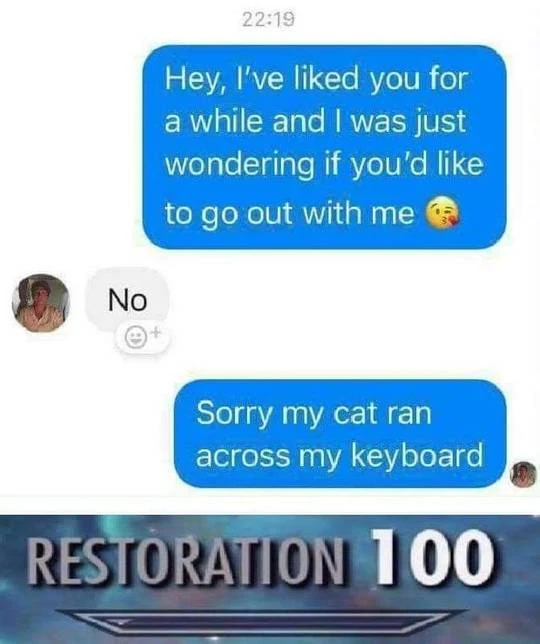 22:19
Hey, I've liked you for
a while and I was just
wondering if you'd like
to go out with me 😘
No
Sorry my cat ran
across my keyboard
RESTORATION 100